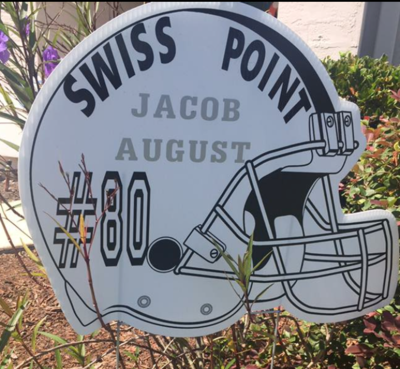 SWISS POINT
JACOB
AUGUST
#80